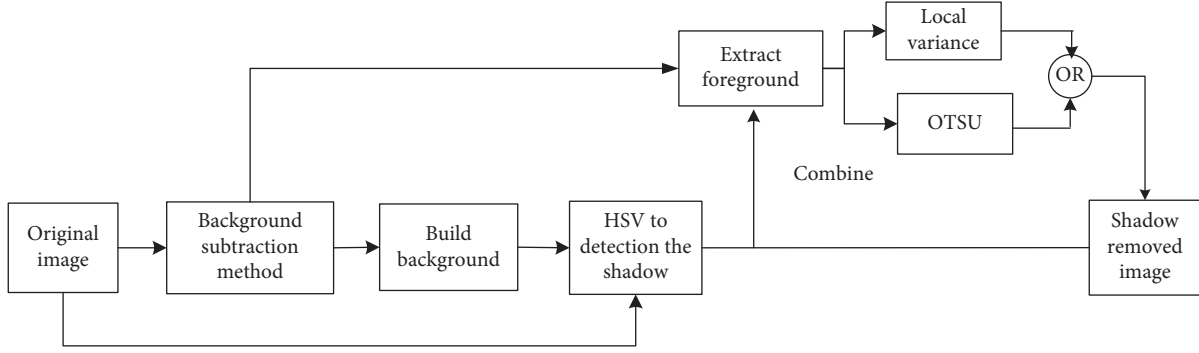 Local
variance
Extract
foreground
OR
OTSU
Combine
Original
image
Background
subtraction
method
Build
background
HSV to
detection the
shadow
Shadow
removed
image